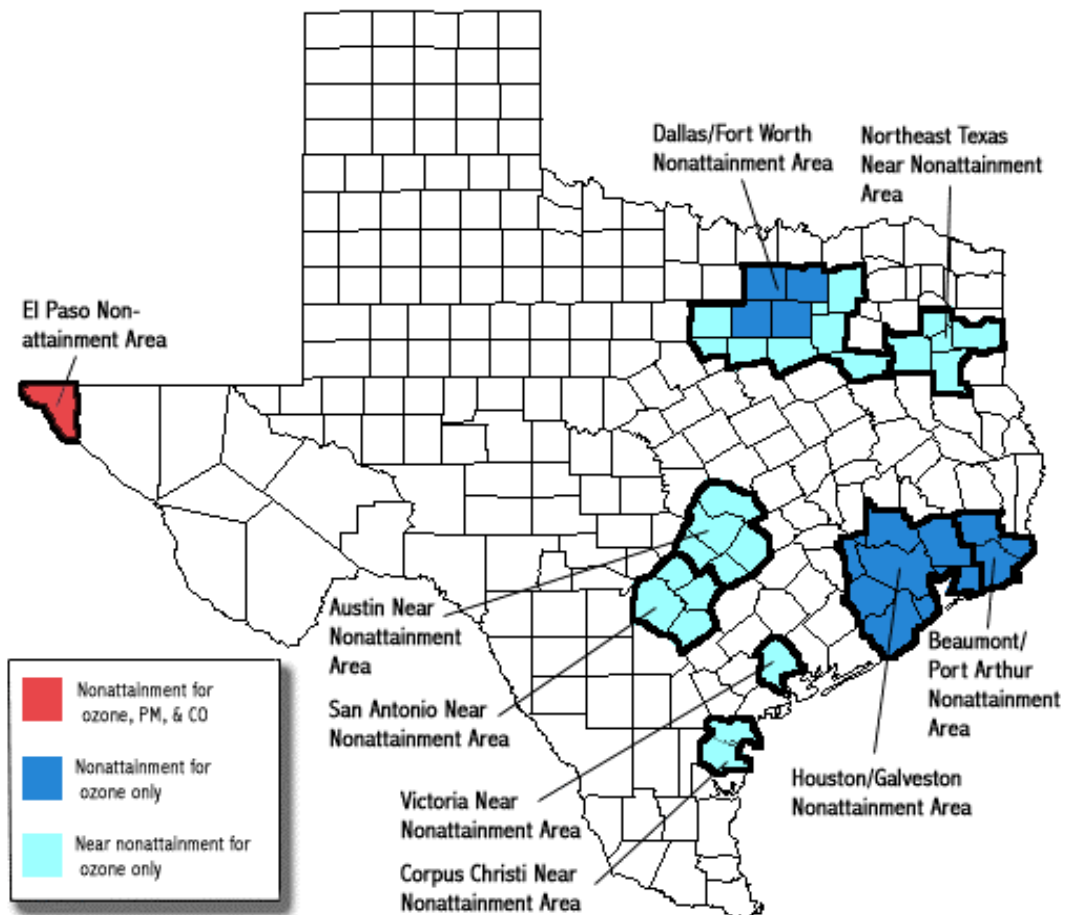 Dallas/Fort Worth
Nonattainment Area
Northeast Texas
Near Nonattainment
Area
El Paso Non-
attainment Area
Austin Near
Nonattainment
Area
San Antonio Near
Nonattainment Area
Victoria Near
Nonattainment Area
Corpus Christi Near
Nonattainment Area
Beaumont/
Port Arthur
Nonattainment
Area
Houston/Galveston
Nonattainment Area
Nonattainment for
ozone, PM, & CO
Nonattainment for
ozone only
Near nonattainment for
ozone only